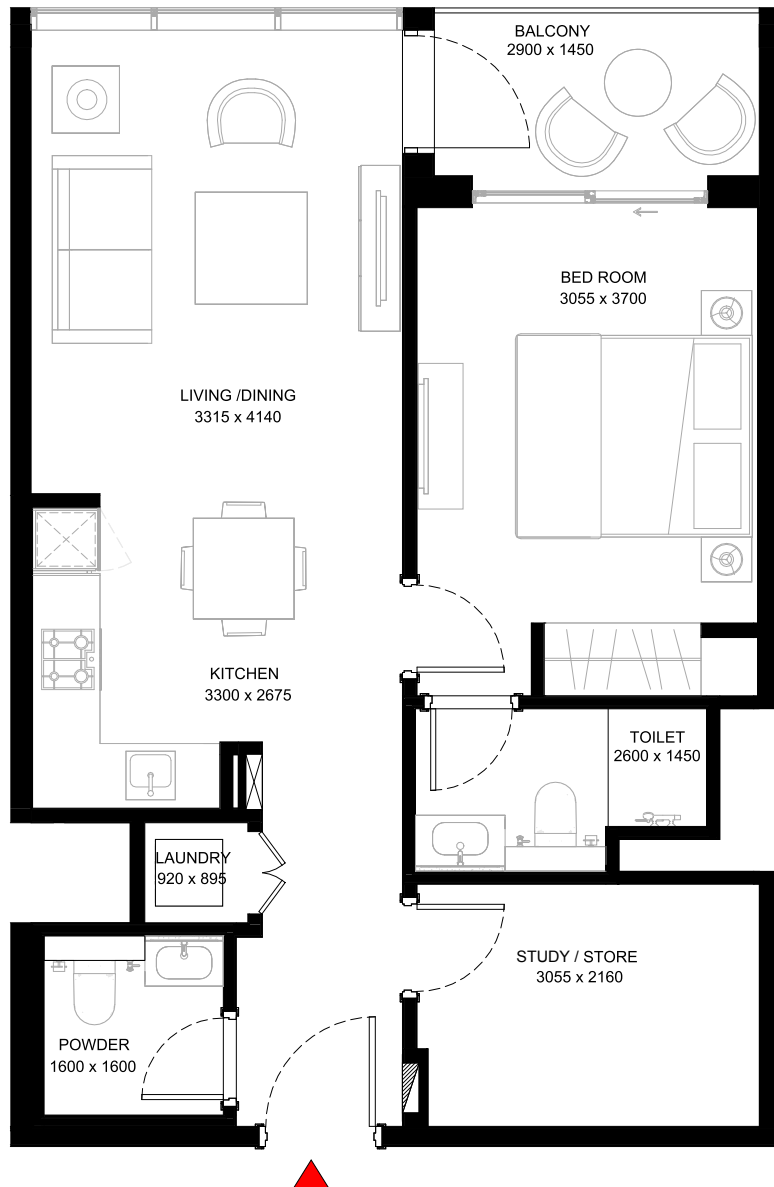 BALCONY
2900 x 1450
BED ROOM
3055 x 3700
LIVING /DINING
3315 x 4140
KITCHEN
3300 x 2675
TOILET
2600 x 1450
LAUNDRY
920 x 895
STUDY / STORE
3055 x 2160
POWDER
1600 x 1600